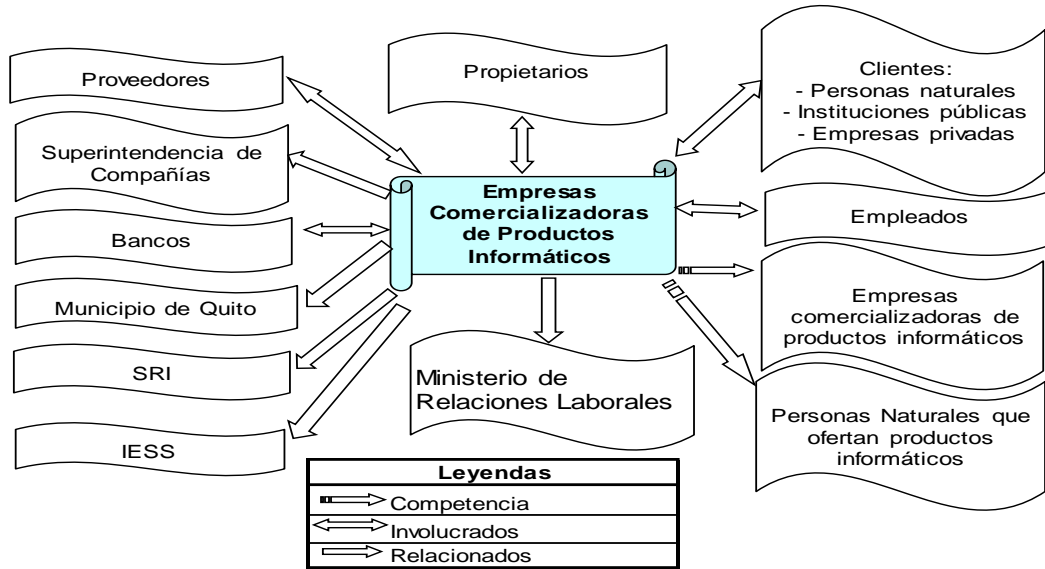 Proveedores
Superintendencia de
Compañías
Bancos
Municipio de Quito
SRI
IESS
Propietarios
Empresas
Comercializadoras
de Productos
Informáticos
Ministerio de
Relaciones Laborales
Clientes:
- Personas naturales
- Instituciones públicas
- Empresas privadas
Empleados
Empresas
comercializadoras de
productos informáticos
Personas Naturales que
ofertan productos
informáticos
Leyendas
Competencia
Involucrados
Relacionados